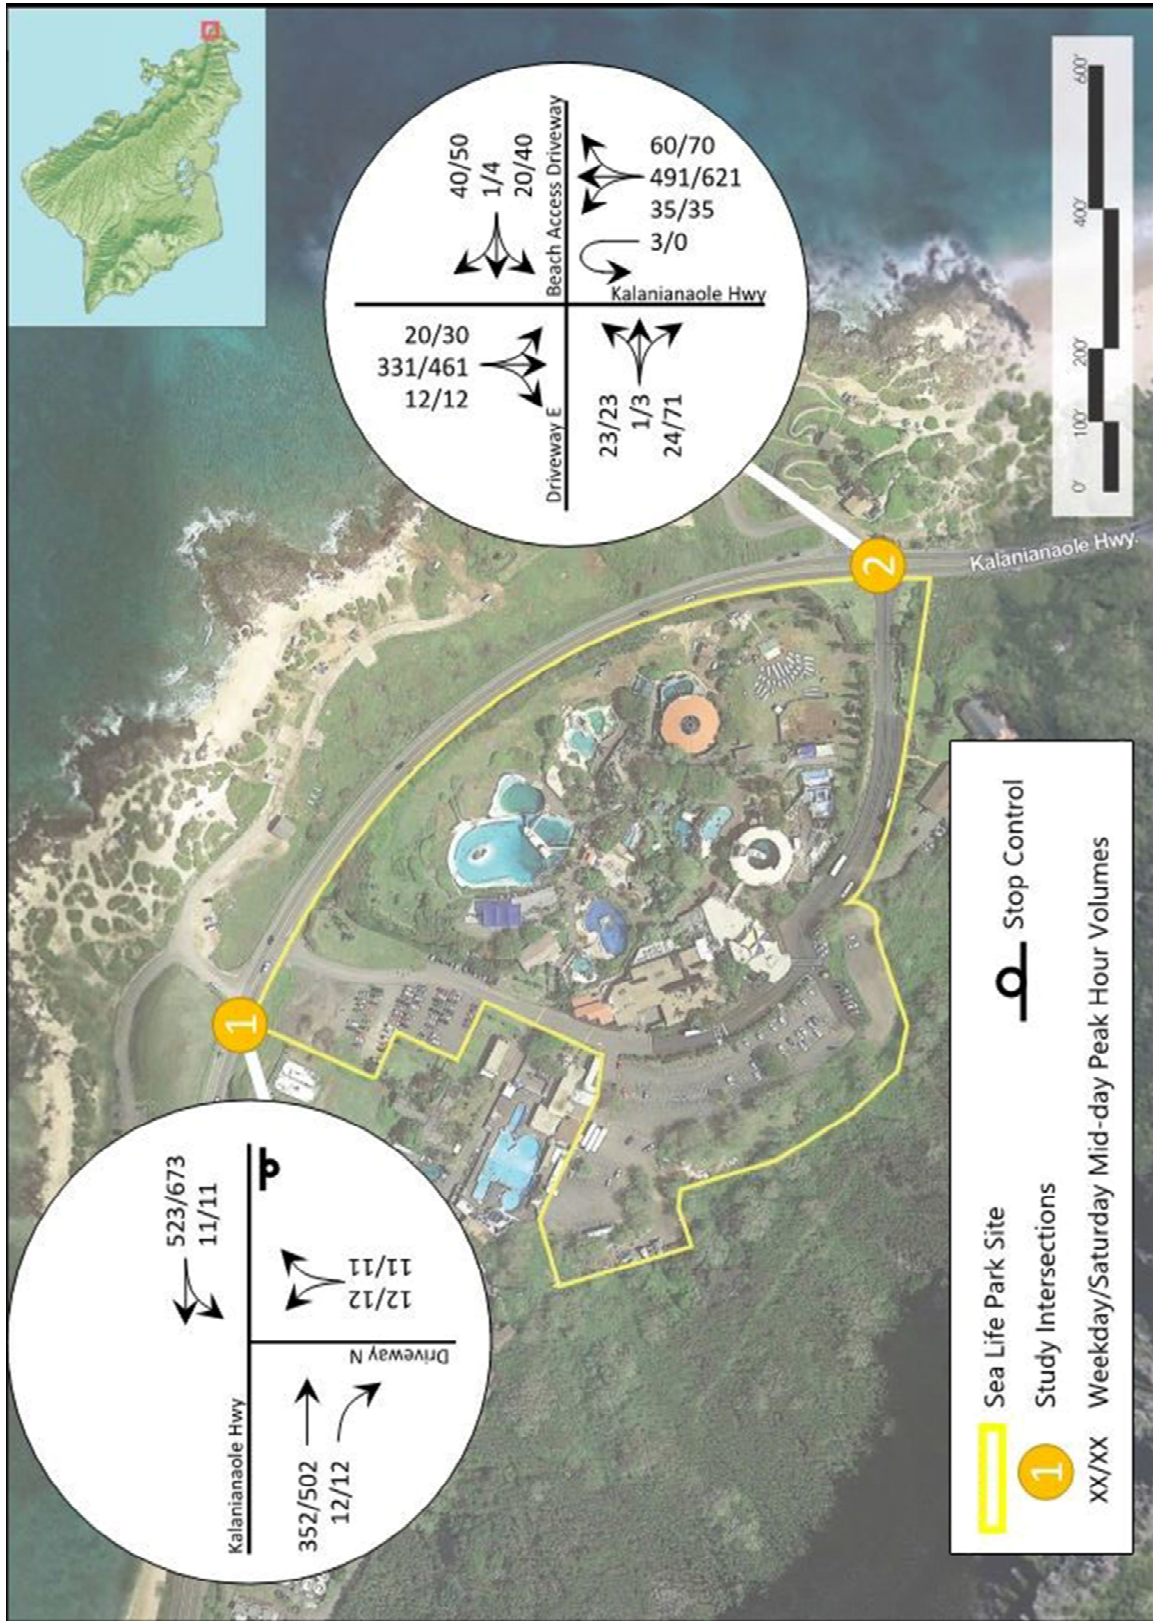 40/50
1/4
20/40
Beach Access Driveway
60/70
491/621
35/35
3/0
Kalanianaole Hwy
20/30
331/461
12/12
Driveway E
23/23
1/3
24/71
0'
100'
200'
400'
600'
2
Kalanianaole Hwy.
1
523/673
11/11
11/11
12/12
Driveway N
Kalanianaole Hwy
352/502
12/12
Sea Life Park Site
1
Study Intersections
Stop Control
XX/XX
Weekday/Saturday Mid-day Peak Hour Volumes